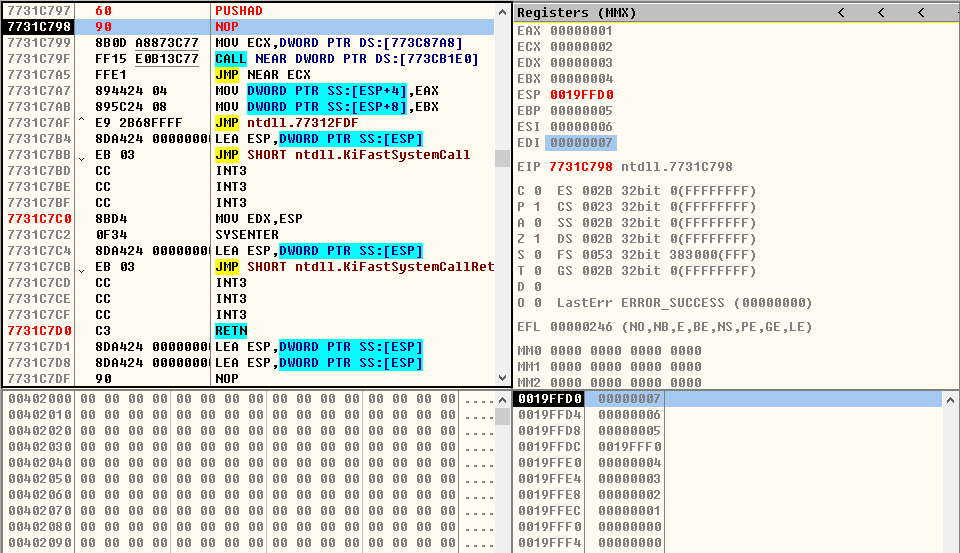 7731C797 60 PUSHAD
7731C798 90 NOP
7731C799 8B0D A8873C77 MOV ECX,DWORD PTR DS:[773C87A8]
7731C79F FF15 E0B13C77 CALL NEAR DWORD PTR DS:[773CB1E0]
7731C7A5 FFE1 JMP NEAR ECX
7731C7A7 894424 04 MOV DWORD PTR SS:[ESP+4],EAX
7731C7AB 895C24 08 MOV DWORD PTR SS:[ESP+8],EBX
7731C7AF ^ E9 2B68FFFF JMP ntdll.77312FDF
7731C7B4 8DA424 00000000 LEA ESP,DWORD PTR SS:[ESP]
7731C7BB EB 03 JMP SHORT ntdll.KiFastSystemCall
7731C7BD CC INT3
7731C7BE CC INT3
7731C7BF CC INT3
7731C7C0 8BD4 MOV EDX,ESP
7731C7C2 0F34 SYSENTER
7731C7C4 8DA424 00000000 LEA ESP,DWORD PTR SS:[ESP]
7731C7CB EB 03 JMP SHORT ntdll.KiFastSystemCallRet
7731C7CD CC INT3
7731C7CE CC INT3
7731C7CF CC INT3
7731C7D0 C3 RETN
7731C7D1 8DA424 00000000 LEA ESP,DWORD PTR SS:[ESP]
7731C7D8 8DA424 00000000 LEA ESP,DWORD PTR SS:[ESP]
7731C7DF 90 NOP
Registers (MMX) < < <
EAX 00000001
ECX 00000002
EDX 00000003
EBX 00000004
ESP 0019FFD0
EBP 00000005
ESI 00000006
EDI 00000007
EIP 7731C798 ntdll.7731C798
C 0 ES 002B 32bit 0(FFFFFFFF)
P 1 CS 0023 32bit 0(FFFFFFFF)
A 0 SS 002B 32bit 0(FFFFFFFF)
Z 1 DS 002B 32bit 0(FFFFFFFF)
S 0 FS 0053 32bit 383000(FFF)
T 0 GS 002B 32bit 0(FFFFFFFF)
D 0
O 0 LastErr ERROR_SUCCESS (00000000)
EFL 00000246 (NO,NB,E,BE,NS,PE,GE,LE)
MM0 0000 0000 0000 0000
MM1 0000 0000 0000 0000
MM2 0000 0000 0000 0000
00402000 00 00 00 00 00 00 00 00 00 00 00 00 00 00 00 00 ....
00402010 00 00 00 00 00 00 00 00 00 00 00 00 00 00 00 00 ....
00402020 00 00 00 00 00 00 00 00 00 00 00 00 00 00 00 00 ....
00402030 00 00 00 00 00 00 00 00 00 00 00 00 00 00 00 00 ....
00402040 00 00 00 00 00 00 00 00 00 00 00 00 00 00 00 00 ....
00402050 00 00 00 00 00 00 00 00 00 00 00 00 00 00 00 00 ....
00402060 00 00 00 00 00 00 00 00 00 00 00 00 00 00 00 00 ....
00402070 00 00 00 00 00 00 00 00 00 00 00 00 00 00 00 00 ....
00402080 00 00 00 00 00 00 00 00 00 00 00 00 00 00 00 00 ....
00402090 00 00 00 00 00 00 00 00 00 00 00 00 00 00 00 00 ....
0019FFD0 00000007
0019FFD4 00000006
0019FFD8 00000005
0019FFDC 0019FFF0
0019FFE0 00000004
0019FFE4 00000003
0019FFE8 00000002
0019FFEC 00000001
0019FFF0 00000000
0019FFF4 00000000